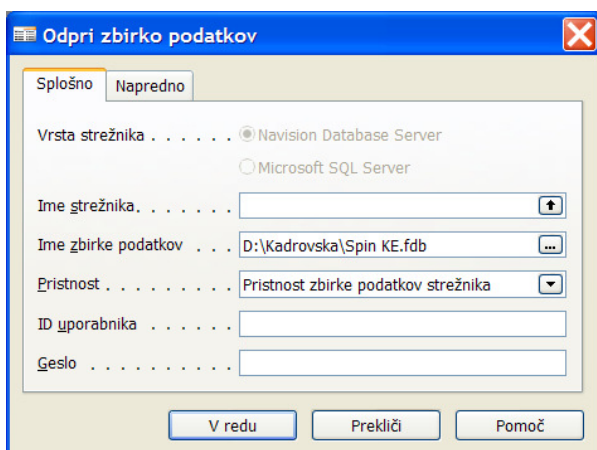 Odpri zbirko podatkov
Splošno Napredno
Vrsta strežnika . . . . . . Navision Database Server
Microsoft SQL Server
Ime strežnika. . . . . . .
Ime zbirke podatkov . . . D:\Kadrovska\Spin KE.fdb ...
Pristnost . . . . . . . . . Pristnost zbirke podatkov strežnika
ID uporabnika . . . . . .
Geslo . . . . . . . . . .
V redu Prekliči Pomoč